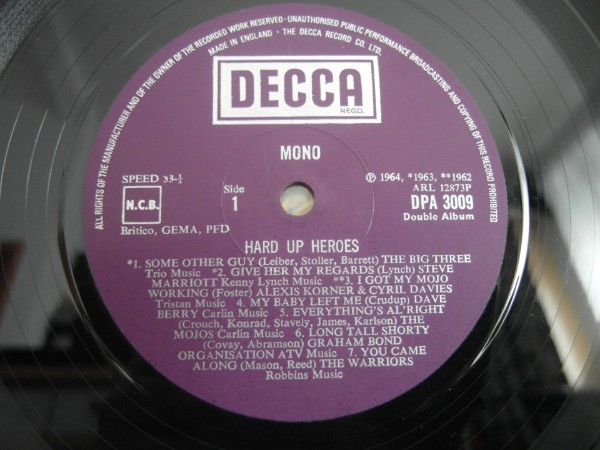 ALL RIGHTS OF THE MANUFACTURER AND OF THE OWNER OF THE RECORDED WORK RESERVED · UNAUTHORISED PUBLIC PERFORMANCE BROADCASTING AND COPYING OF THIS RECORD PROHIBITED
MADE IN ENGLAND · THE DECCA RECORD CO. LTD.
DECCA
REGD.
MONO
SPEED 33-⅓
N.C.B.
Britico, GEMA, PFD
Side
1
℗ 1964, *1963, **1962
ARL 12873P
DPA 3009
Double Album
HARD UP HEROES
*1. SOME OTHER GUY (Leiber, Stoller, Barrett) THE BIG THREE
Trio Music *2. GIVE HER MY REGARDS (Lynch) STEVE
MARRIOTT Kenny Lynch Music **3. I GOT MY MOJO
WORKING (Foster) ALEXIS KORNER & CYRIL DAVIES
Tristan Music 4. MY BABY LEFT ME (Crudup) DAVE
BERRY Carlin Music 5. EVERYTHING'S AL'RIGHT
(Crouch, Konrad, Stavely, James, Karlson) THE
MOJOS Carlin Music 6. LONG TALL SHORTY
(Covay, Abramson) GRAHAM BOND
ORGANISATION ATV Music 7. YOU CAME
ALONG (Mason, Reed) THE WARRIORS
Robbins Music